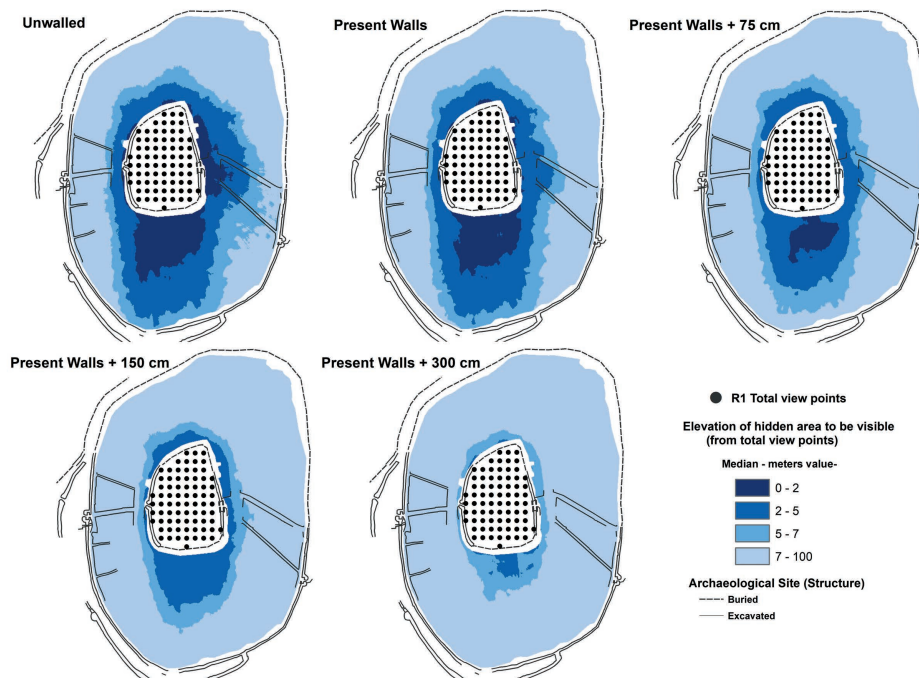 Unwalled
Present Walls
Present Walls + 75 cm
Present Walls + 150 cm
Present Walls + 300 cm
R1 Total view points
Elevation of hidden area to be visible
(from total view points)
Median - meters value-
0 - 2
2 - 5
5 - 7
7 - 100
Archaeological Site (Structure)
Buried
Excavated